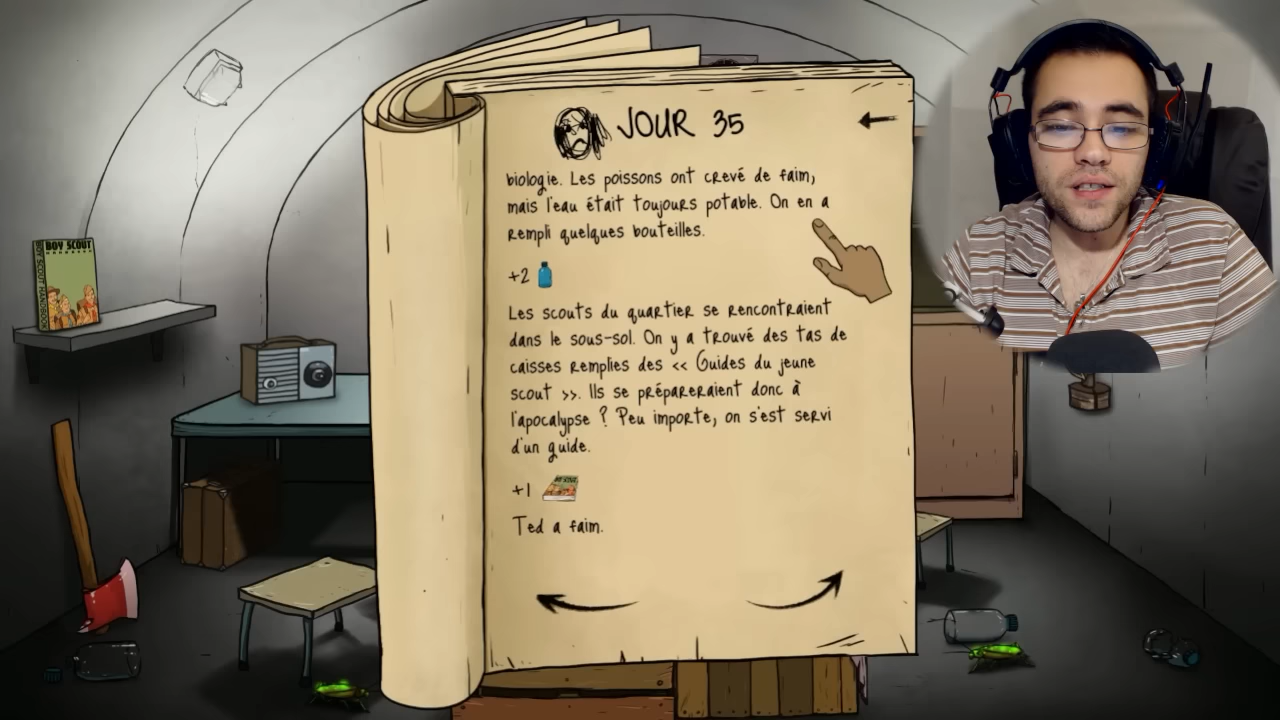 JOUR 35
biologie. Les poissons ont crevé de faim,
mais l'eau était toujours potable. On en a
rempli quelques bouteilles.
+2
Les scouts du quartier se rencontraient
dans le sous-sol. On y a trouvé des tas de
caisses remplies des << Guides du jeune
scout >>. Ils se prépareraient donc à
l'apocalypse ? Peu importe, on s'est servi
d'un guide.
+1
Ted a faim.
BOY SCOUT
BOY SCOUT HANDBOOK